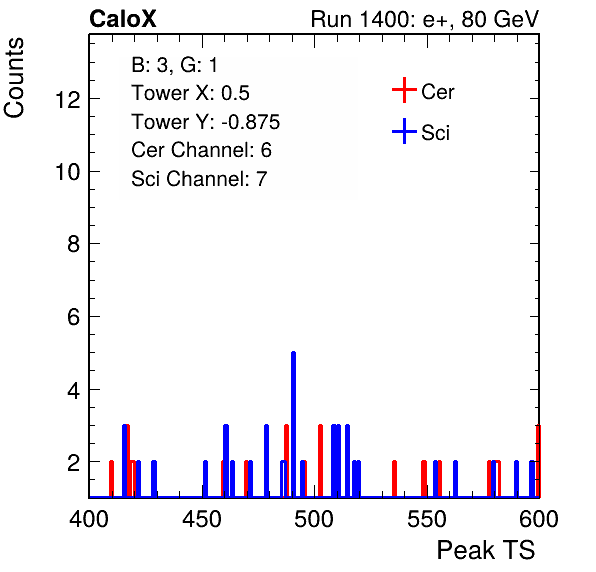 CaloX Run 1400: e+, 80 GeV
Counts
B: 3, G: 1
Tower X: 0.5
Tower Y: -0.875
Cer Channel: 6
Sci Channel: 7
Cer
Sci
12
10
8
6
4
2
400 450 500 550 600
Peak TS